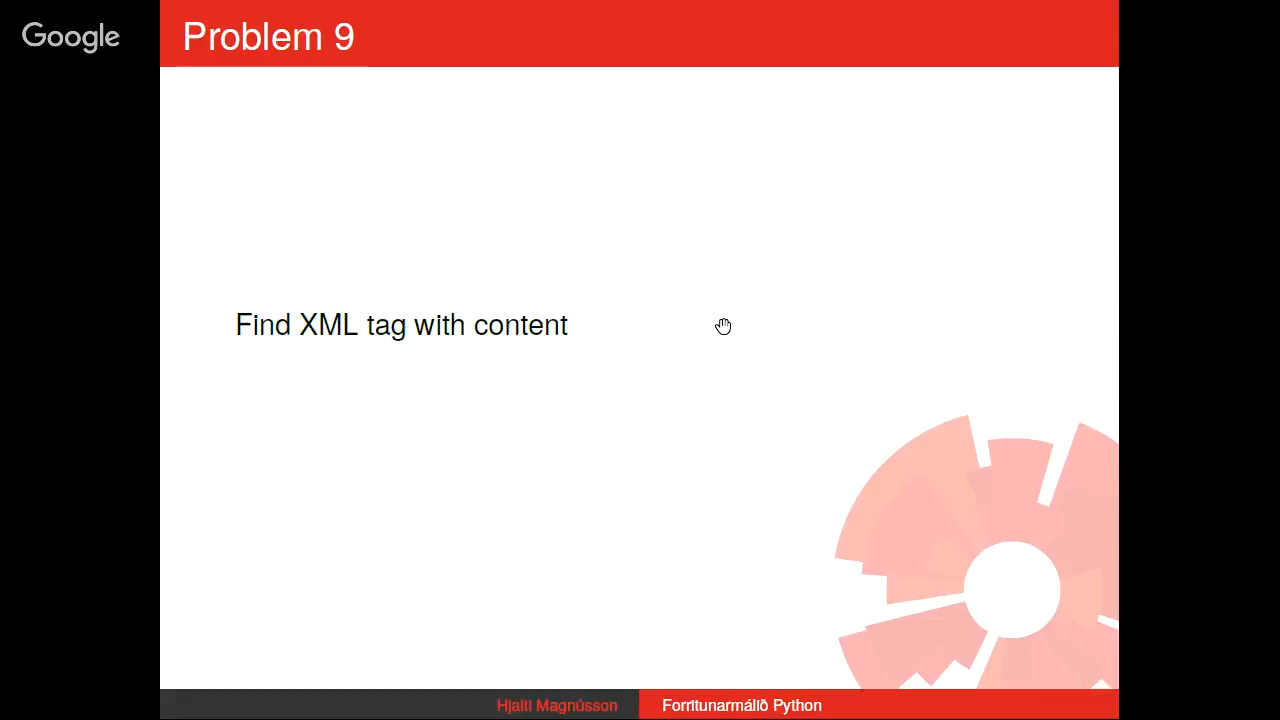 Google
Problem 9
Find XML tag with content
Hjalti Magnússon
Forritunarmálið Python